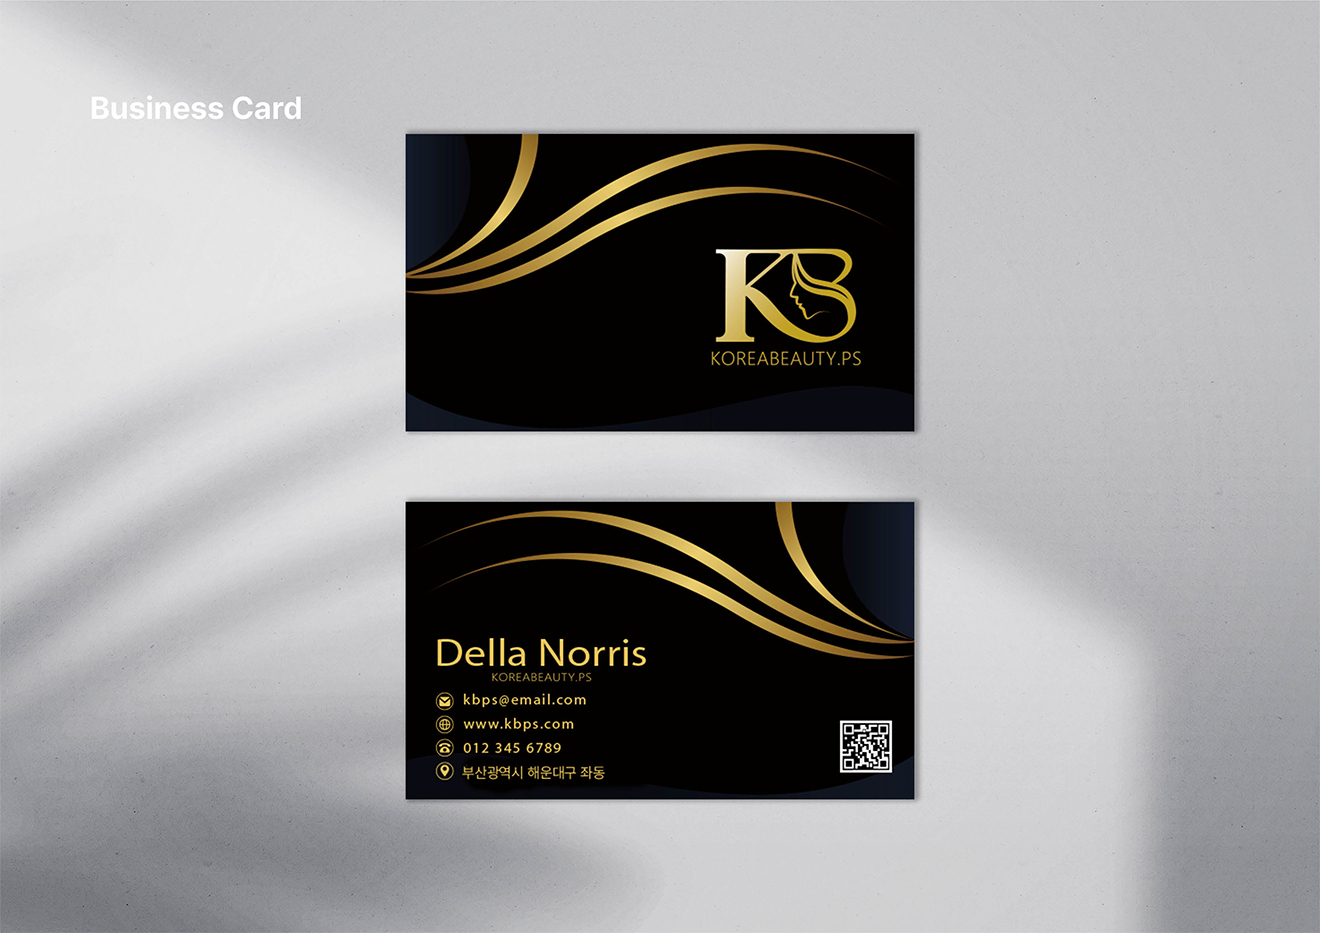 Business Card
KB
KOREABEAUTY.PS
Della Norris
KOREABEAUTY.PS
kbps@email.com
www.kbps.com
012 345 6789
부산광역시 해운대구 좌동